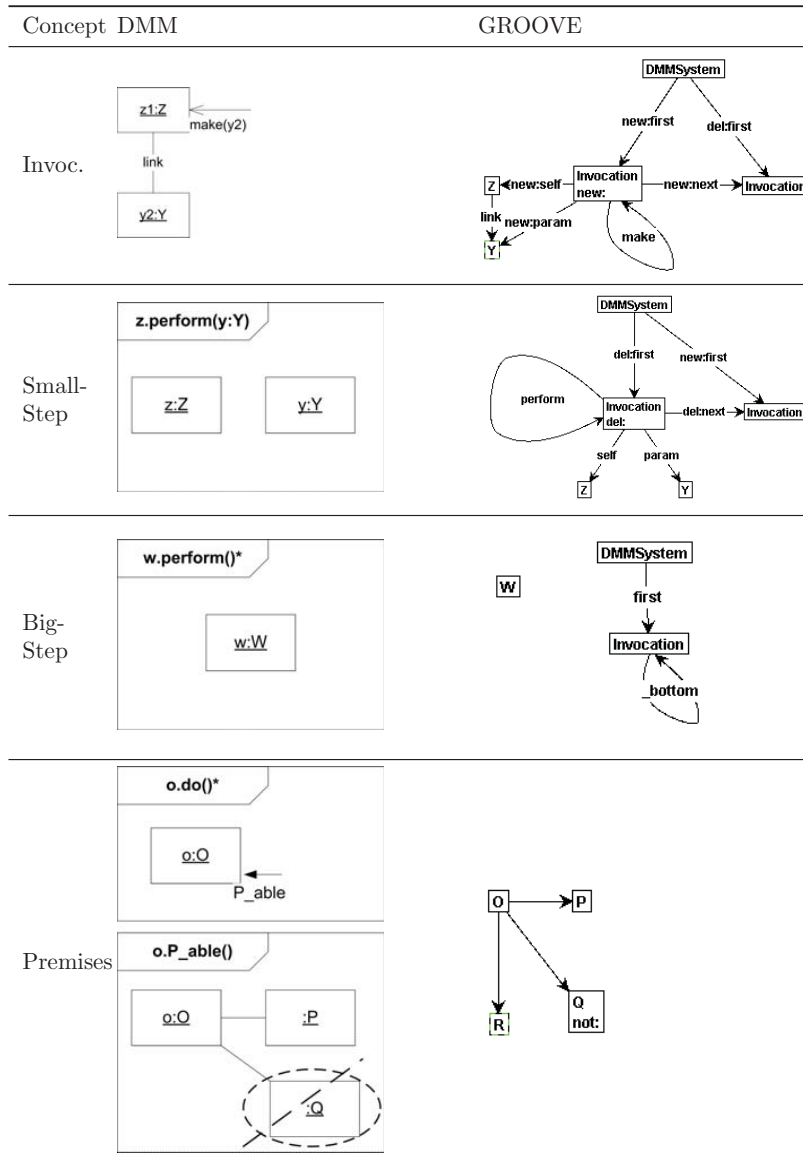 Concept DMM GROOVE
Invoc.
z1:Z
make(y2)
link
y2:Y
DMMSystem
new:first
del:first
Z
new:self
Invocation
new:
new:next
Invocation
link
new:param
make
Y
Small-
Step
z.perform(y:Y)
z:Z
y:Y
DMMSystem
del:first
new:first
perform
Invocation
del:
del:next
Invocation
self
param
Z
Y
Big-
Step
w.perform()*
w:W
W
DMMSystem
first
Invocation
_bottom
Premises
o.do()*
o:O
P_able
o.P_able()
o:O
:P
:Q
O
P
R
Q
not: